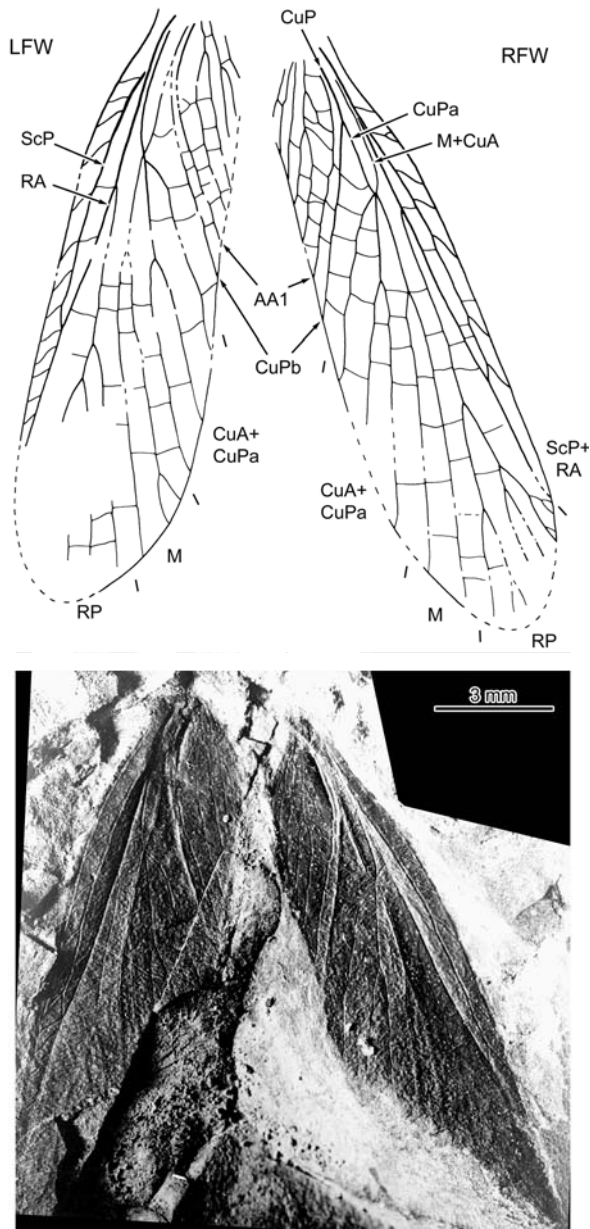 LFW
CuP
RFW
CuPa
M+CuA
ScP
RA
AA1
CuPb
CuA+
CuPa
ScP+
RA
CuA+
CuPa
M
M
RP
RP
3 mm